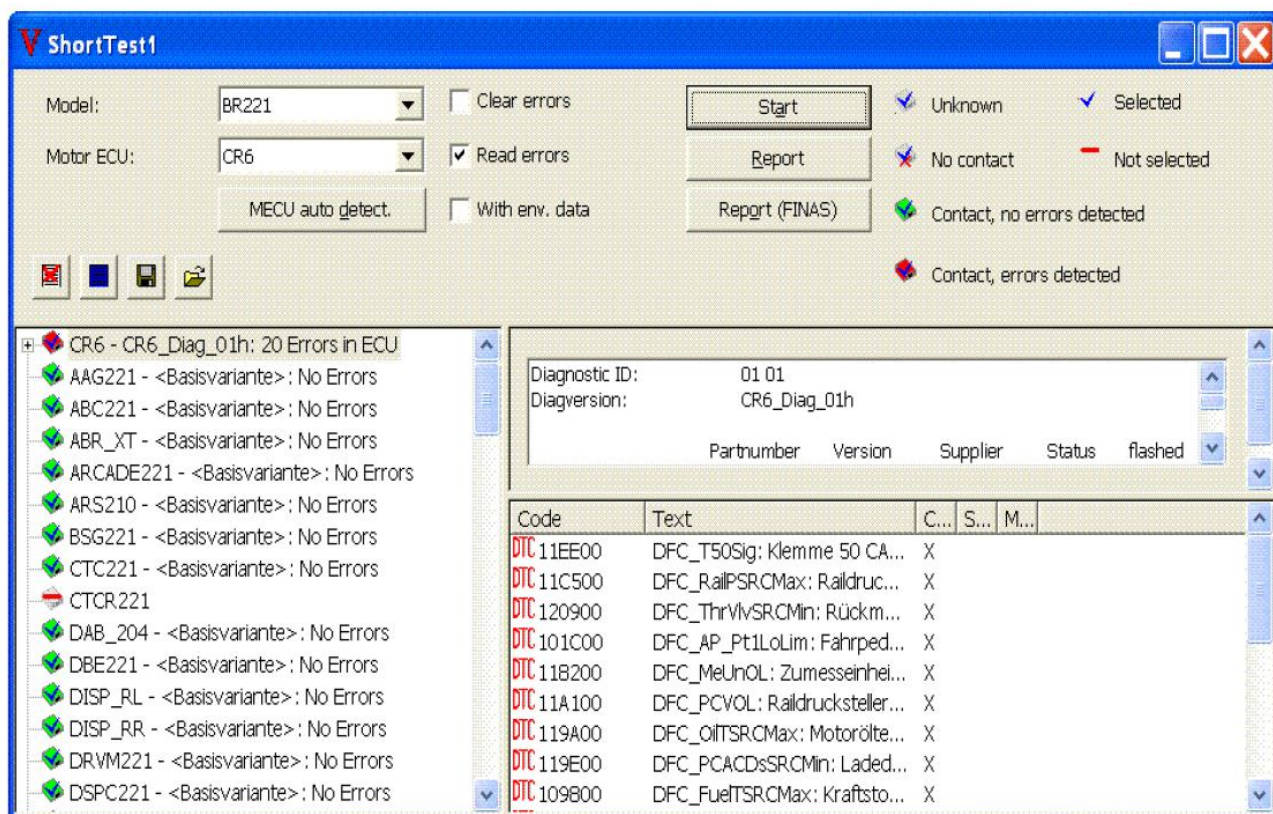 ShortTest1
Model: BR221 Clear errors Start Unknown Selected
Motor ECU: CR6 Read errors Report No contact Not selected
MECU auto detect. With env. data Report (FINAS) Contact, no errors detected
Contact, errors detected
CR6 - CR6_Diag_01h: 20 Errors in ECU
AAG221 - <Basisvariante>: No Errors
ABC221 - <Basisvariante>: No Errors
ABR_XT - <Basisvariante>: No Errors
ARCADE221 - <Basisvariante>: No Errors
ARS210 - <Basisvariante>: No Errors
BSG221 - <Basisvariante>: No Errors
CTC221 - <Basisvariante>: No Errors
CTCR221
DAB_204 - <Basisvariante>: No Errors
DBE221 - <Basisvariante>: No Errors
DISP_RL - <Basisvariante>: No Errors
DISP_RR - <Basisvariante>: No Errors
DRVM221 - <Basisvariante>: No Errors
DSPC221 - <Basisvariante>: No Errors
Diagnostic ID: 01 01
Diagversion: CR6_Diag_01h
Partnumber Version Supplier Status flashed
Code Text C... S... M...
DTC 11EE00 DFC_T50Sig: Klemme 50 CA... X
DTC 11C500 DFC_RailPSRCMax: Raildruc... X
DTC 120900 DFC_ThrVlvSRCMin: Rückm... X
DTC 101C00 DFC_AP_Pt1LoLim: Fahrped... X
DTC 11B200 DFC_MeUnOL: Zumesseinhei... X
DTC 11A100 DFC_PCVOL: Raildrucksteller... X
DTC 119A00 DFC_OilTSRCMax: Motorölte... X
DTC 119E00 DFC_PCACDsSRCMin: Laded... X
DTC 109800 DFC_FuelTSRCMax: Kraftsto... X